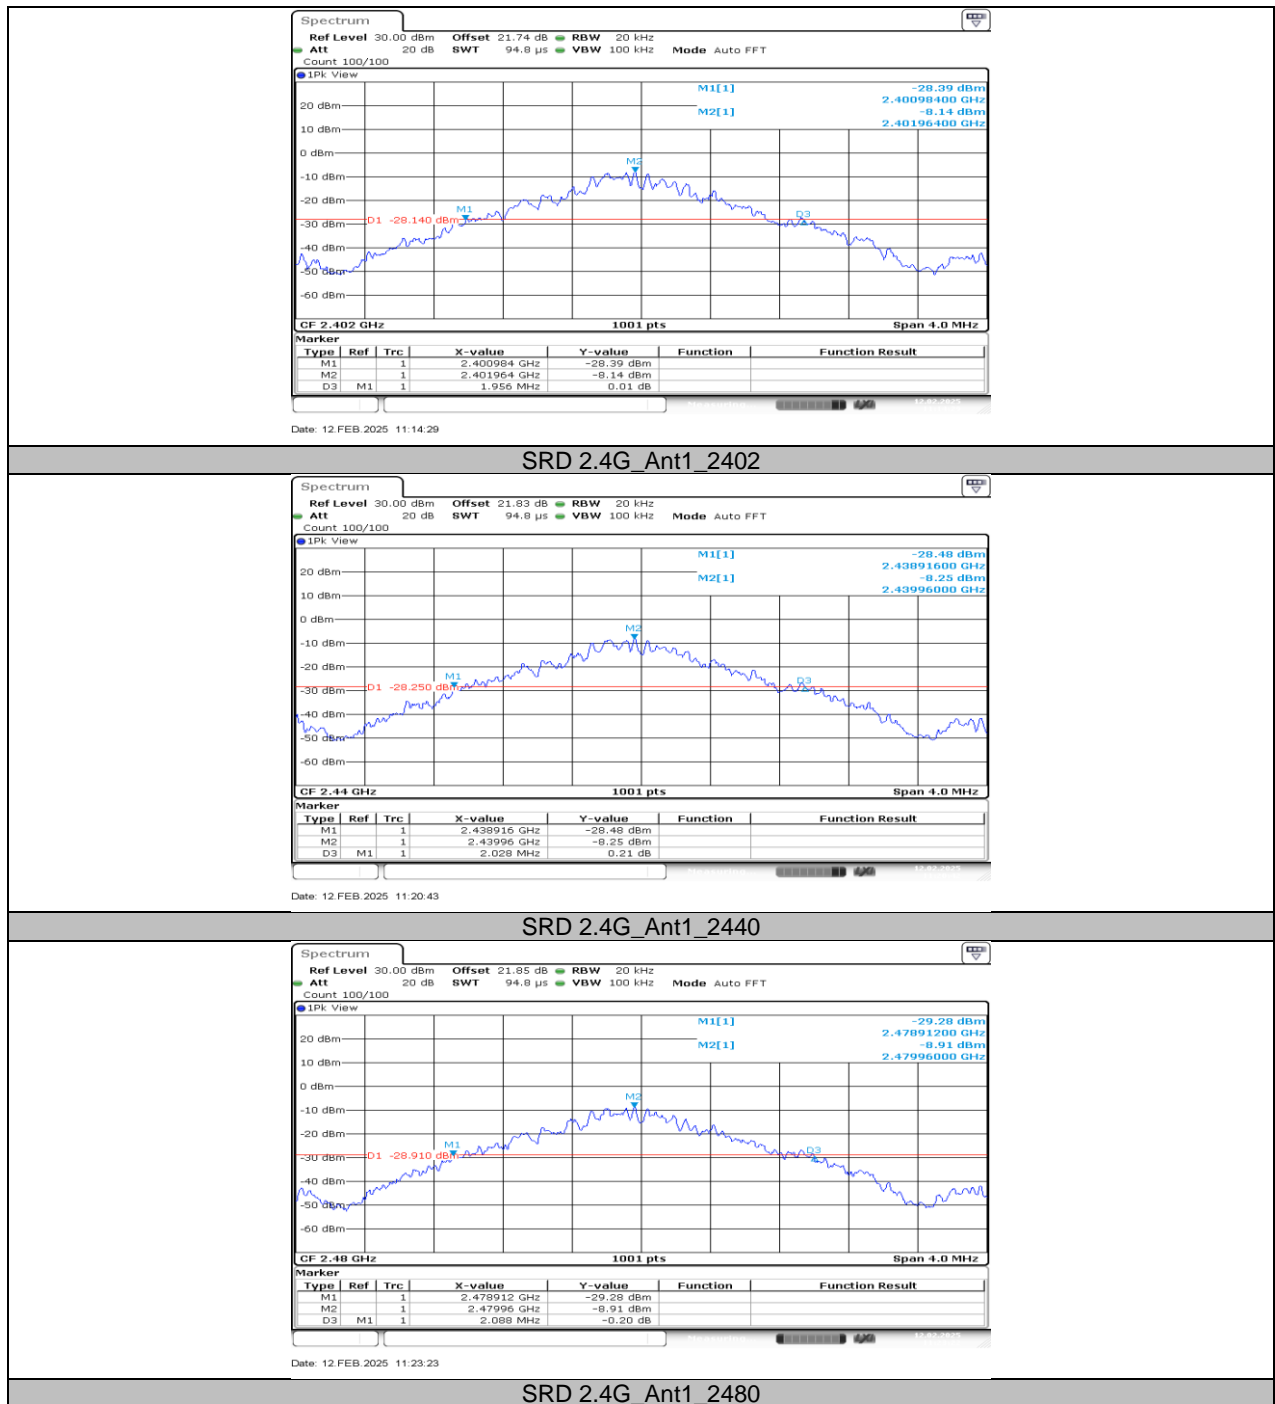 Spectrum
Ref Level 30.00 dBm Offset 21.74 dB RBW 20 kHz
Att 20 dB SWT 94.8 µs VBW 100 kHz Mode Auto FFT
Count 100/100
1Pk View
M1[1] -28.39 dBm
2.40098400 GHz
20 dBm
M2[1] -8.14 dBm
2.40196400 GHz
10 dBm
0 dBm
M2
-10 dBm
-20 dBm
M1
D3
D1 -28.140 dBm
-30 dBm
-40 dBm
-50 dBm
-60 dBm
CF 2.402 GHz 1001 pts Span 4.0 MHz
Marker
Type Ref Trc X-value Y-value Function Function Result
M1 1 2.400984 GHz -28.39 dBm
M2 1 2.401964 GHz -8.14 dBm
D3 M1 1 1.956 MHz 0.01 dB
Date: 12.FEB.2025 11:14:29
SRD 2.4G_Ant1_2402
Spectrum
Ref Level 30.00 dBm Offset 21.83 dB RBW 20 kHz
Att 20 dB SWT 94.8 µs VBW 100 kHz Mode Auto FFT
Count 100/100
1Pk View
M1[1] -28.48 dBm
2.43891600 GHz
20 dBm
M2[1] -8.25 dBm
2.43996000 GHz
10 dBm
0 dBm
M2
-10 dBm
-20 dBm
M1
D3
D1 -28.250 dBm
-30 dBm
-40 dBm
-50 dBm
-60 dBm
CF 2.44 GHz 1001 pts Span 4.0 MHz
Marker
Type Ref Trc X-value Y-value Function Function Result
M1 1 2.438916 GHz -28.48 dBm
M2 1 2.43996 GHz -8.25 dBm
D3 M1 1 2.028 MHz 0.21 dB
Date: 12.FEB.2025 11:20:43
SRD 2.4G_Ant1_2440
Spectrum
Ref Level 30.00 dBm Offset 21.85 dB RBW 20 kHz
Att 20 dB SWT 94.8 µs VBW 100 kHz Mode Auto FFT
Count 100/100
1Pk View
M1[1] -29.28 dBm
2.47891200 GHz
20 dBm
M2[1] -8.91 dBm
2.47996000 GHz
10 dBm
0 dBm
M2
-10 dBm
-20 dBm
M1
D3
D1 -28.910 dBm
-30 dBm
-40 dBm
-50 dBm
-60 dBm
CF 2.48 GHz 1001 pts Span 4.0 MHz
Marker
Type Ref Trc X-value Y-value Function Function Result
M1 1 2.478912 GHz -29.28 dBm
M2 1 2.47996 GHz -8.91 dBm
D3 M1 1 2.088 MHz -0.20 dB
Date: 12.FEB.2025 11:23:23
SRD 2.4G_Ant1_2480